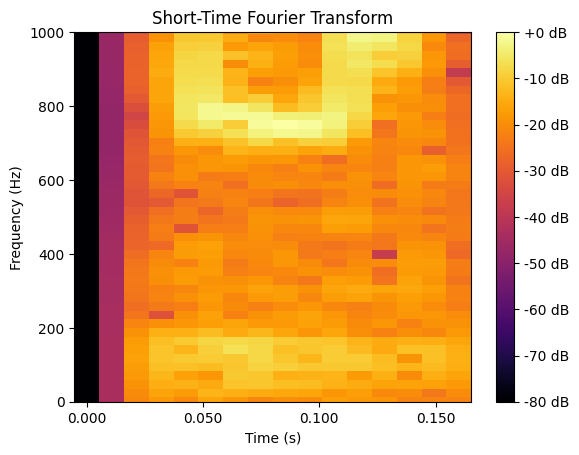 Short-Time Fourier Transform
1000
800
600
400
200
0
Frequency (Hz)
0.000
0.050
0.100
0.150
Time (s)
+0 dB
-10 dB
-20 dB
-30 dB
-40 dB
-50 dB
-60 dB
-70 dB
-80 dB